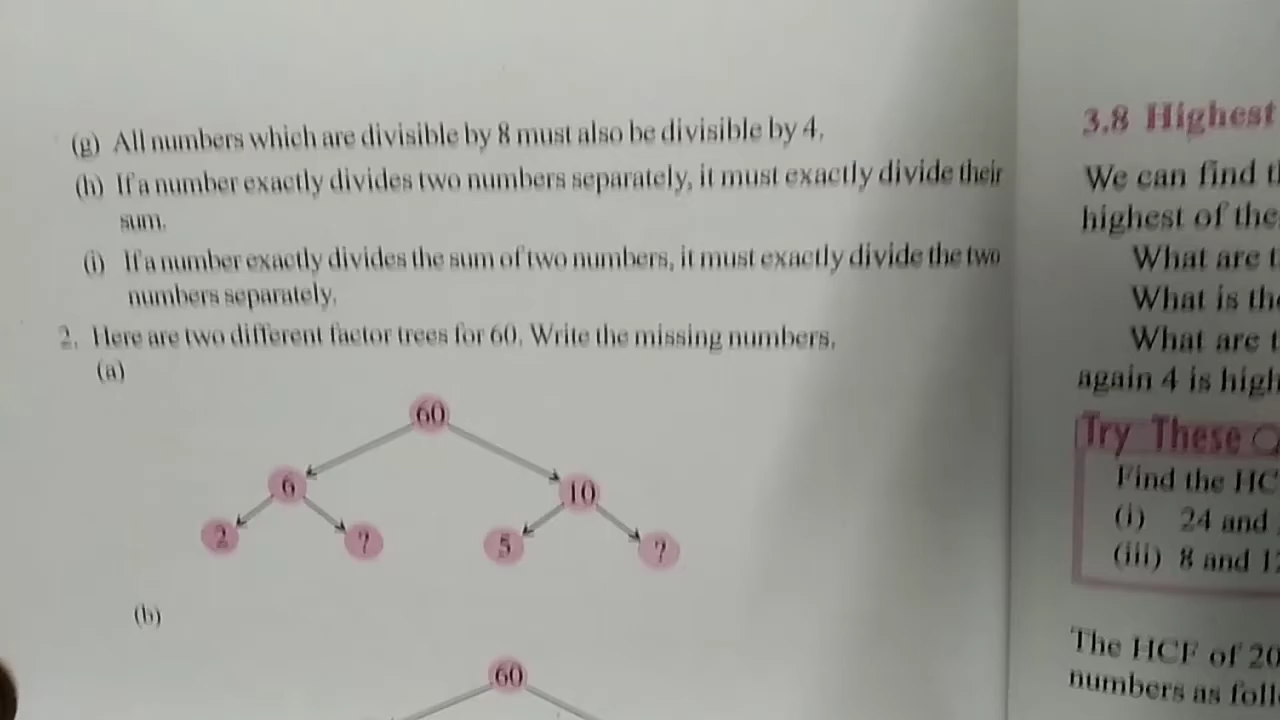 (g) All numbers which are divisible by 8 must also be divisible by 4.
(h) If a number exactly divides two numbers separately, it must exactly divide their
sum.
(i) If a number exactly divides the sum of two numbers, it must exactly divide the two
numbers separately.
2. Here are two different factor trees for 60. Write the missing numbers.
(a)
60
6 10
2 ? 5 ?
(b)
60
3.8 Highest
We can find
highest of the
What are
What is the
What are
again 4 is high
Try These
Find the HC
(i) 24 and
(iii) 8 and 12
The HCF of 20
numbers as foll